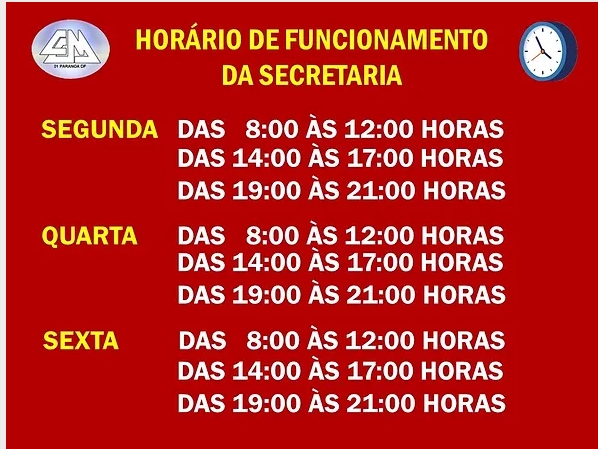 HORÁRIO DE FUNCIONAMENTO
DA SECRETARIA
01 PARANOÁ DF
SEGUNDA DAS 8:00 ÀS 12:00 HORAS
DAS 14:00 ÀS 17:00 HORAS
DAS 19:00 ÀS 21:00 HORAS
QUARTA DAS 8:00 ÀS 12:00 HORAS
DAS 14:00 ÀS 17:00 HORAS
DAS 19:00 ÀS 21:00 HORAS
SEXTA DAS 8:00 ÀS 12:00 HORAS
DAS 14:00 ÀS 17:00 HORAS
DAS 19:00 ÀS 21:00 HORAS